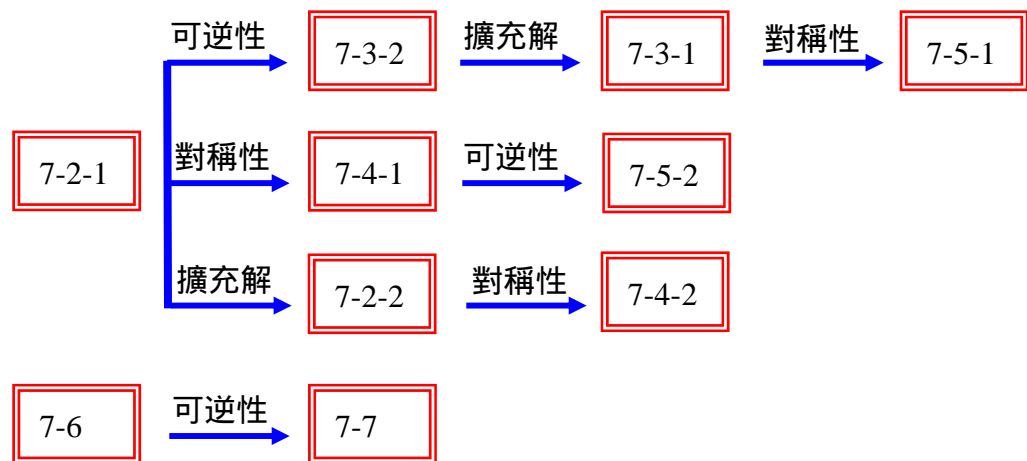 可逆性 7-3-2 擴充解 7-3-1 對稱性 7-5-1
7-2-1 對稱性 7-4-1 可逆性 7-5-2
擴充解 7-2-2 對稱性 7-4-2
7-6 可逆性 7-7